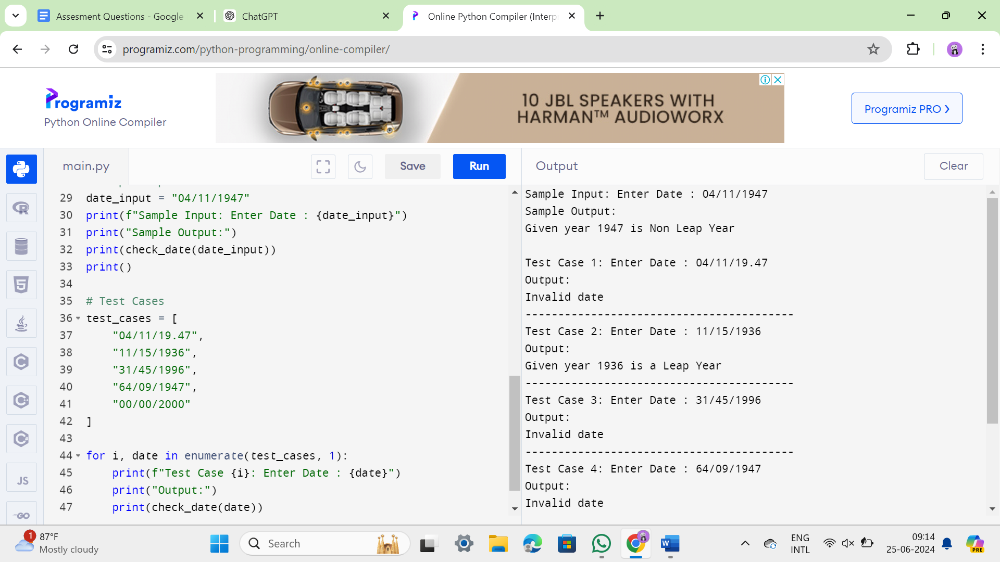 Assesment Questions - Google
ChatGPT
Online Python Compiler (Interp
programiz.com/python-programming/online-compiler/
Programiz
Python Online Compiler
10 JBL SPEAKERS WITH
HARMAN™ AUDIOWORX
Programiz PRO ❯
main.py
Save
Run
Output
Clear
29 date_input = "04/11/1947"
30 print(f"Sample Input: Enter Date : {date_input}")
31 print("Sample Output:")
32 print(check_date(date_input))
33 print()
34
35 # Test Cases
36 test_cases = [
37     "04/11/19.47",
38     "11/15/1936",
39     "31/45/1996",
40     "64/09/1947",
41     "00/00/2000"
42 ]
43
44 for i, date in enumerate(test_cases, 1):
45     print(f"Test Case {i}: Enter Date : {date}")
46     print("Output:")
47     print(check_date(date))
Sample Input: Enter Date : 04/11/1947
Sample Output:
Given year 1947 is Non Leap Year
Test Case 1: Enter Date : 04/11/19.47
Output:
Invalid date
-----------------------------------------
Test Case 2: Enter Date : 11/15/1936
Output:
Given year 1936 is a Leap Year
-----------------------------------------
Test Case 3: Enter Date : 31/45/1996
Output:
Invalid date
-----------------------------------------
Test Case 4: Enter Date : 64/09/1947
Output:
Invalid date
R
5
C
C
C
JS
GO
1
87°F
Mostly cloudy
Search
W
ENG
INTL
09:14
25-06-2024
PRE